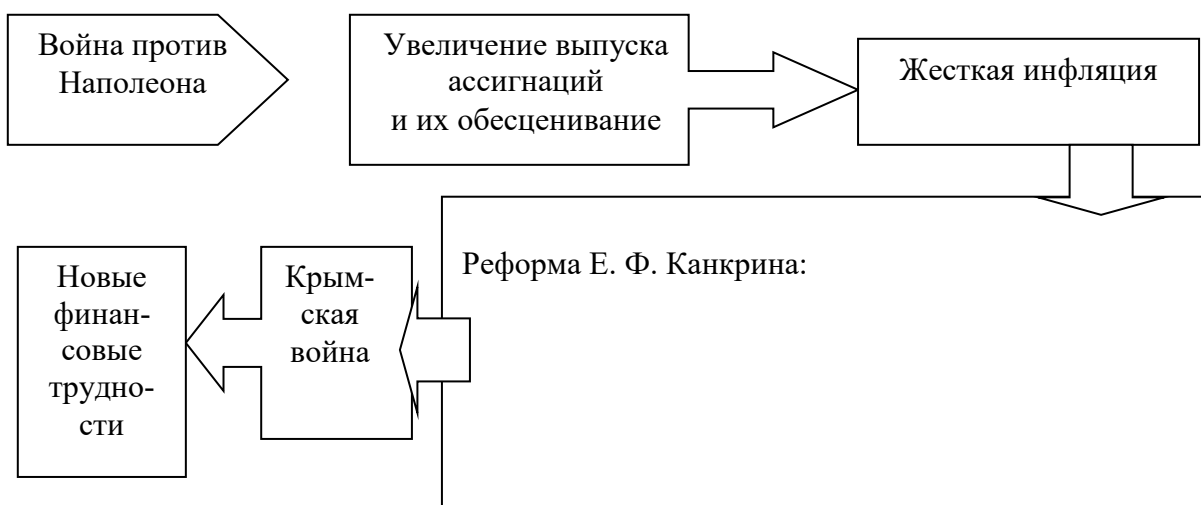 Война против
Наполеона
Увеличение выпуска
ассигнаций
и их обесценивание
Жесткая инфляция
Реформа Е. Ф. Канкрина:
Крым-
ская
война
Новые
финан-
совые
трудно-
сти